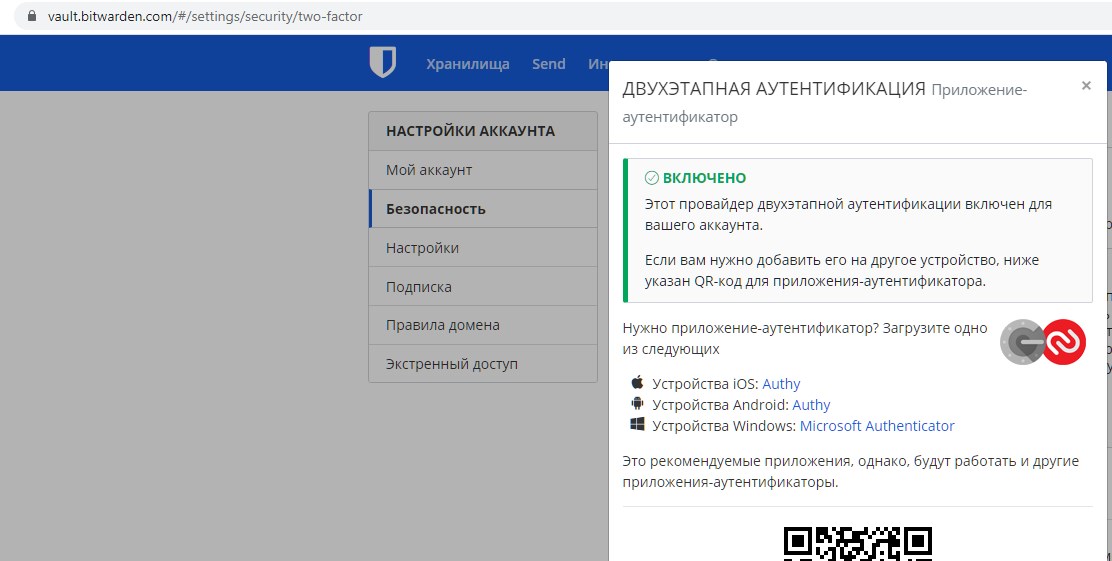 vault.bitwarden.com/#/settings/security/two-factor
Хранилища Send
ДВУХЭТАПНАЯ АУТЕНТИФИКАЦИЯ Приложение-
аутентификатор
×
НАСТРОЙКИ АККАУНТА
Мой аккаунт
Безопасность
Настройки
Подписка
Правила домена
Экстренный доступ
ВКЛЮЧЕНО
Этот провайдер двухэтапной аутентификации включен для
вашего аккаунта.
Если вам нужно добавить его на другое устройство, ниже
указан QR-код для приложения-аутентификатора.
Нужно приложение-аутентификатор? Загрузите одно
из следующих
Устройства iOS: Authy
Устройства Android: Authy
Устройства Windows: Microsoft Authenticator
Это рекомендуемые приложения, однако, будут работать и другие
приложения-аутентификаторы.